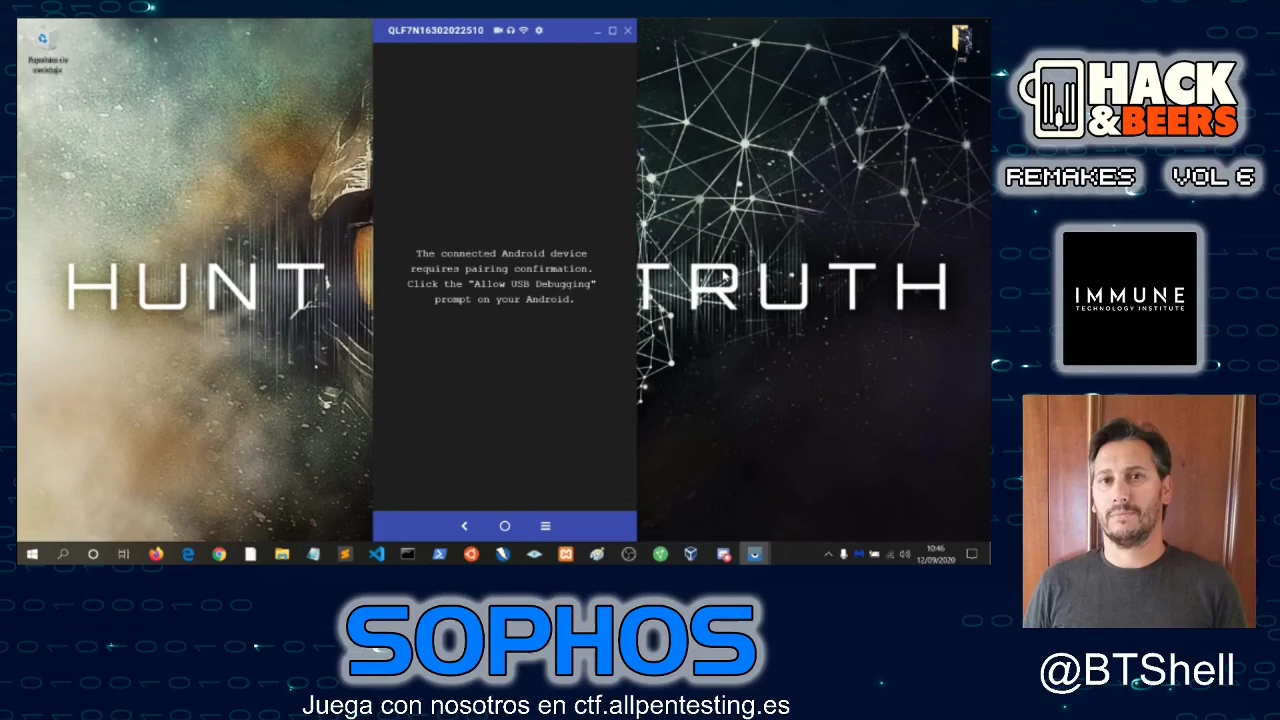 QLF7N16302022510
The connected Android device
requires pairing confirmation.
Click the "Allow USB Debugging"
prompt on your Android.
HUNT TRUTH
10:46
12/09/2020
HACK
&BEERS
REMAKES VOL 6
IMMUNE
TECHNOLOGY INSTITUTE
@BTShell
SOPHOS
Juega con nosotros en ctf.allpentesting.es